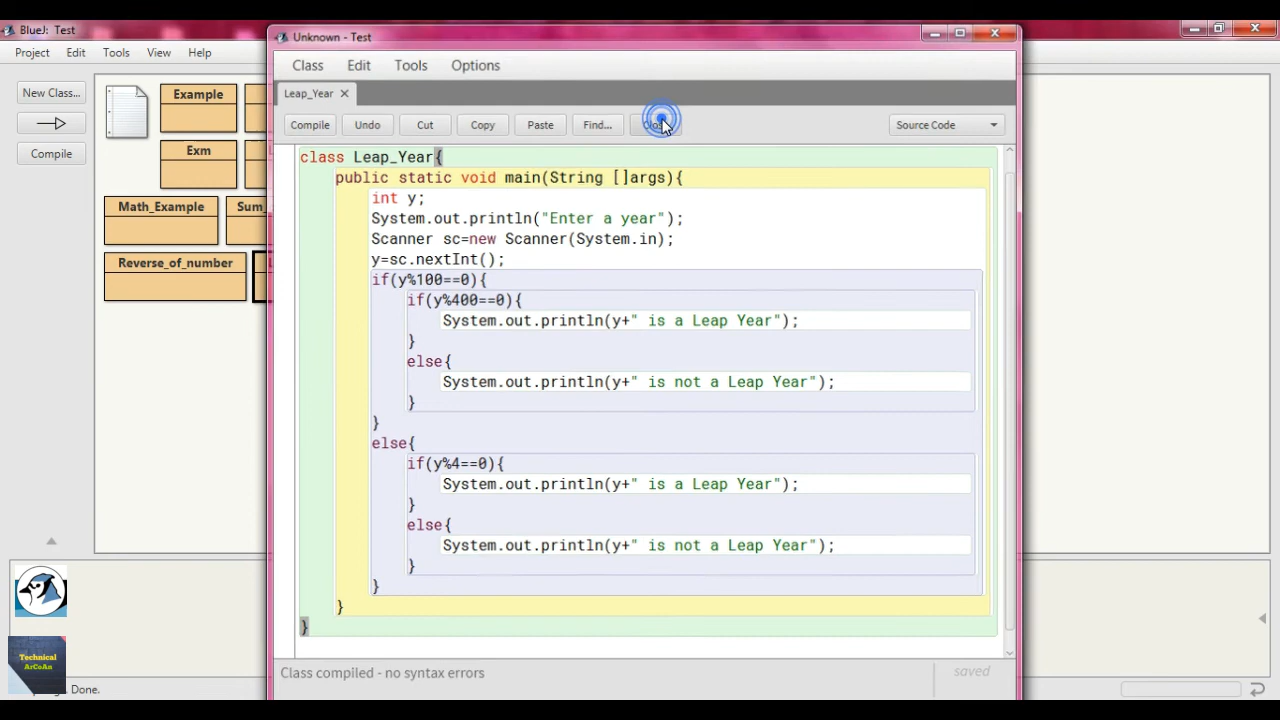 BlueJ: Test
Project Edit Tools View Help
New Class...
Compile
Example
Exm
Math_Example
Sum_
Reverse_of_number
Unknown - Test
Class Edit Tools Options
Leap_Year
Compile Undo Cut Copy Paste Find... Source Code
class Leap_Year{
public static void main(String []args){
int y;
System.out.println("Enter a year");
Scanner sc=new Scanner(System.in);
y=sc.nextInt();
if(y%100==0){
if(y%400==0){
System.out.println(y+" is a Leap Year");
}
else{
System.out.println(y+" is not a Leap Year");
}
}
else{
if(y%4==0){
System.out.println(y+" is a Leap Year");
}
else{
System.out.println(y+" is not a Leap Year");
}
}
}
}
Class compiled - no syntax errors
saved
Technical
ArCoAn
Done.